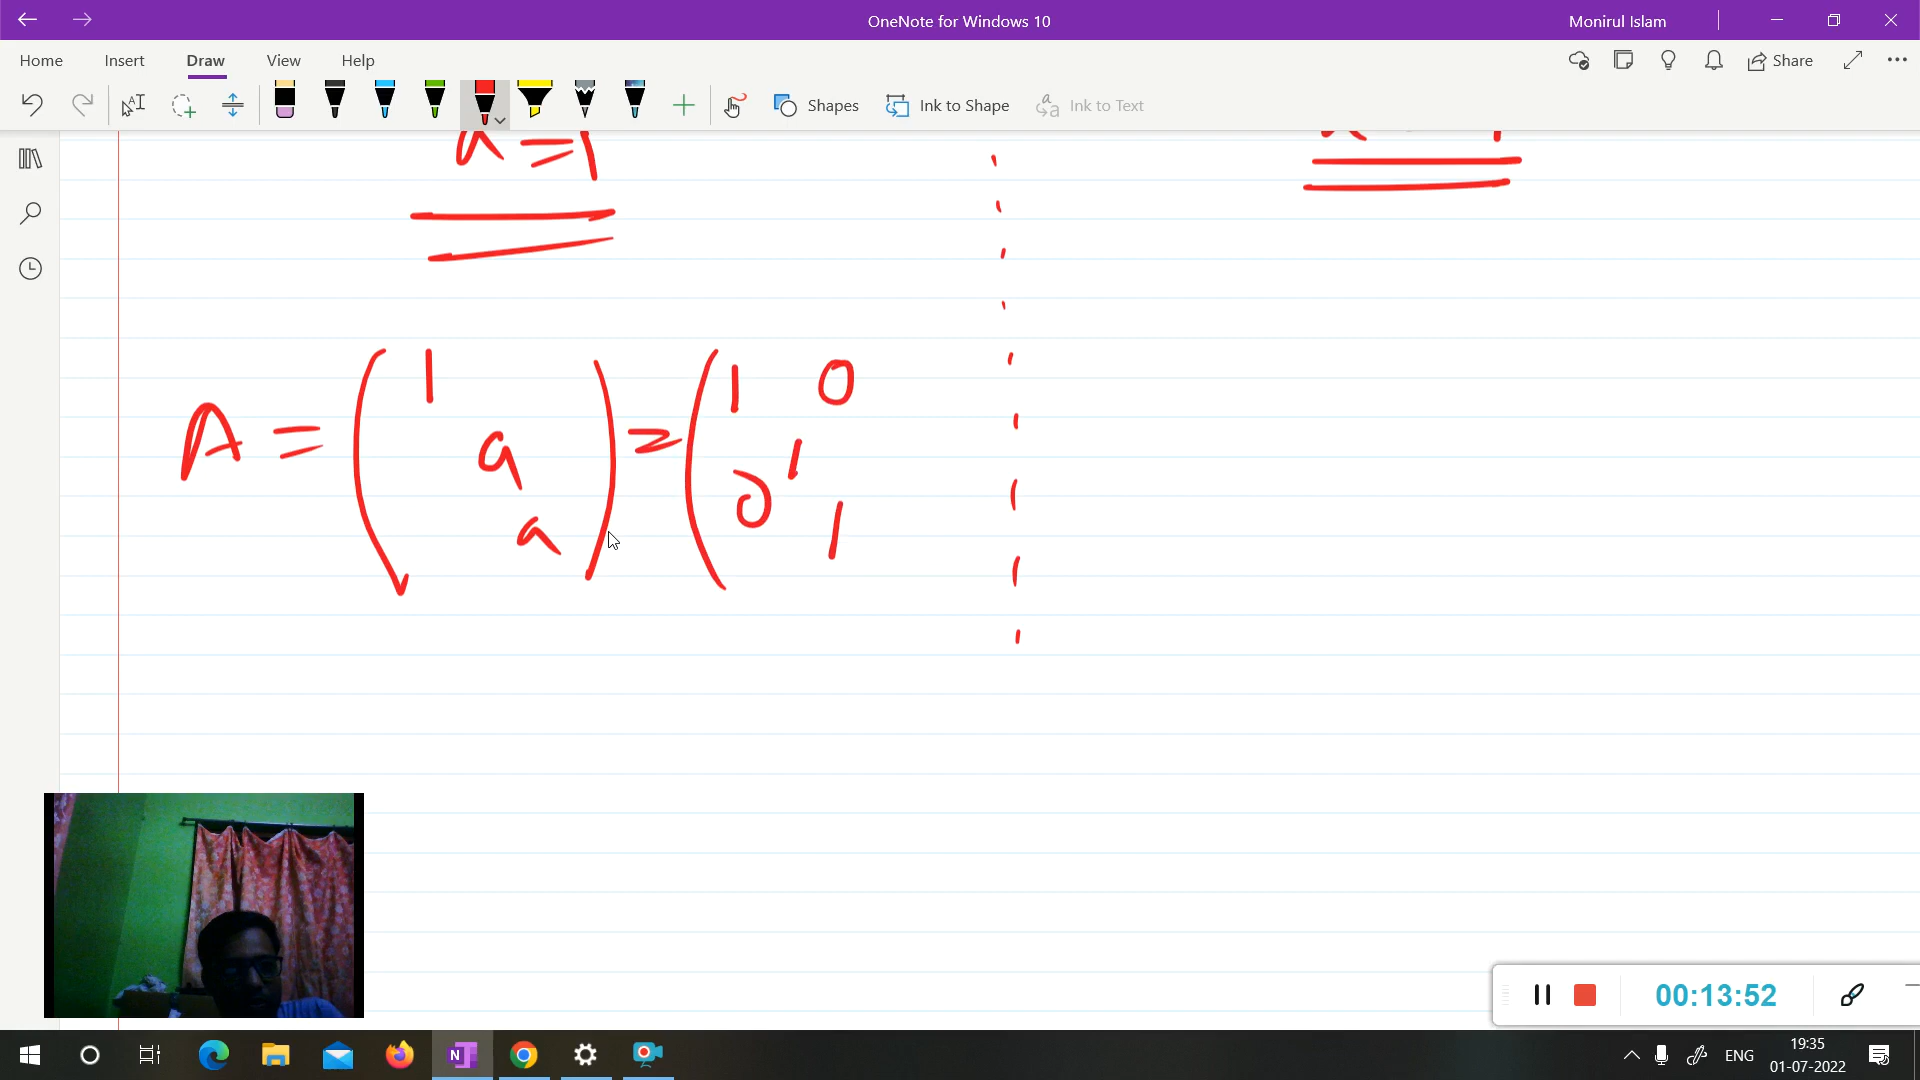 OneNote for Windows 10
Monirul Islam
Home Insert Draw View Help
Share
Shapes Ink to Shape Ink to Text
a = 1
A = ( 1 a a ) = ( 1 0
1
0 1
00:13:52
ENG
19:35
01-07-2022